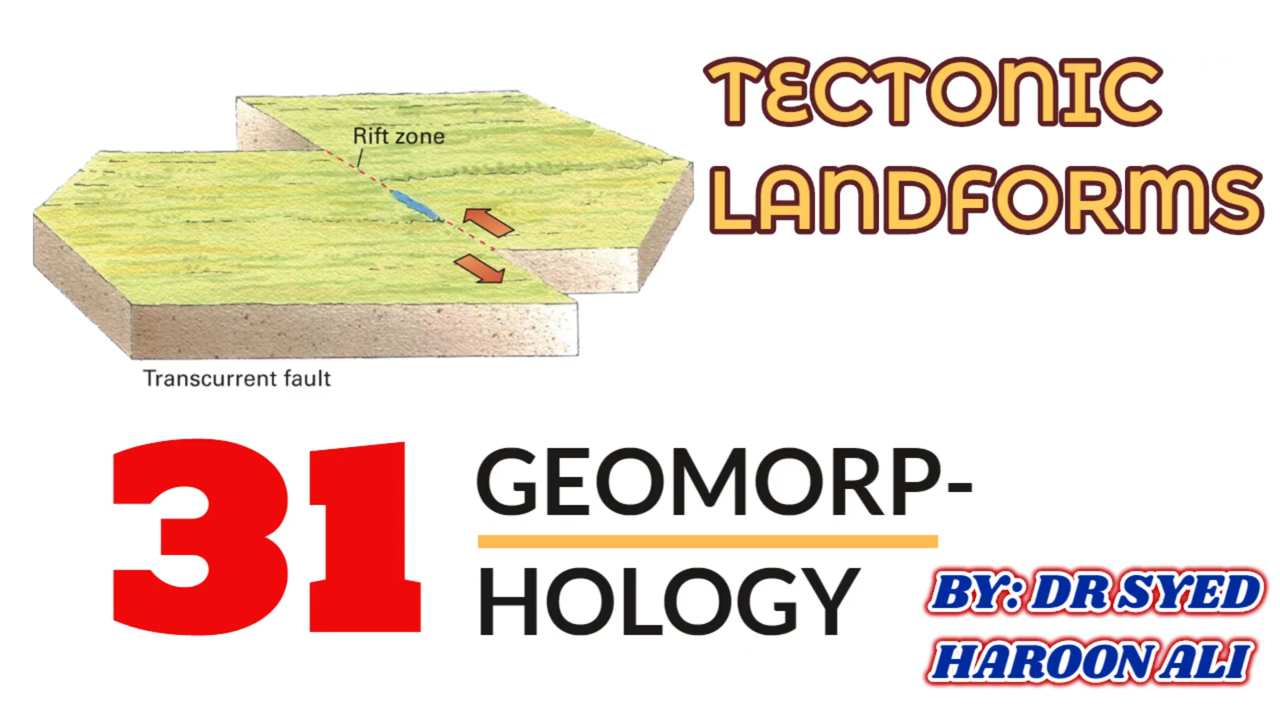 TECTONIC
LANDFORMS
Rift zone
Transcurrent fault
31
GEOMORP-
HOLOGY
BY: DR SYED
HAROON ALI